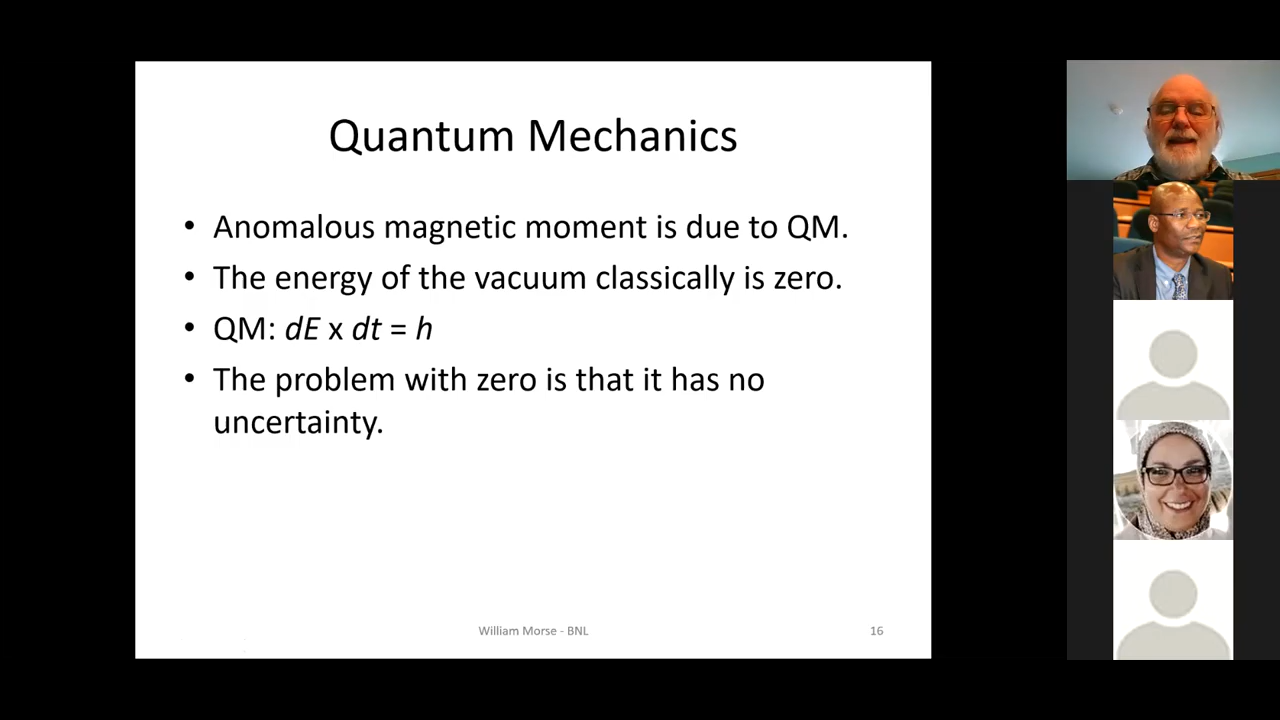 Quantum Mechanics
• Anomalous magnetic moment is due to QM.
• The energy of the vacuum classically is zero.
• QM: dE x dt = h
• The problem with zero is that it has no
uncertainty.
William Morse - BNL
16